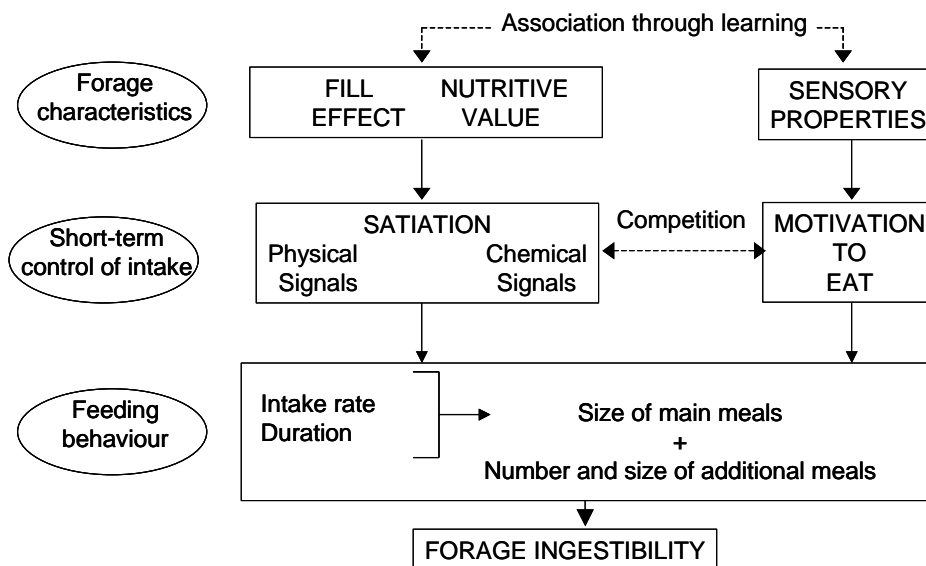 Association through learning
Forage
characteristics
FILL EFFECT
NUTRITIVE VALUE
SENSORY
PROPERTIES
Short-term
control of intake
SATIATION
Physical
Signals
Chemical
Signals
Competition
MOTIVATION
TO
EAT
Feeding
behaviour
Intake rate
Duration
Size of main meals
+
Number and size of additional meals
FORAGE INGESTIBILITY